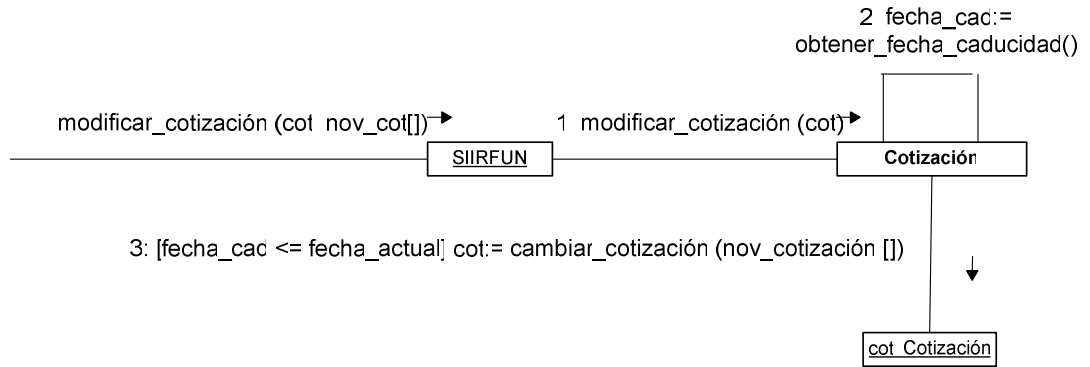 2 fecha_cad:=
obtener_fecha_caducidad()
modificar_cotización (cot nov_cot[])
1 modificar_cotización (cot)
SIIRFUN
Cotización
3: [fecha_cad <= fecha_actual] cot:= cambiar_cotización (nov_cotización [])
cot Cotización